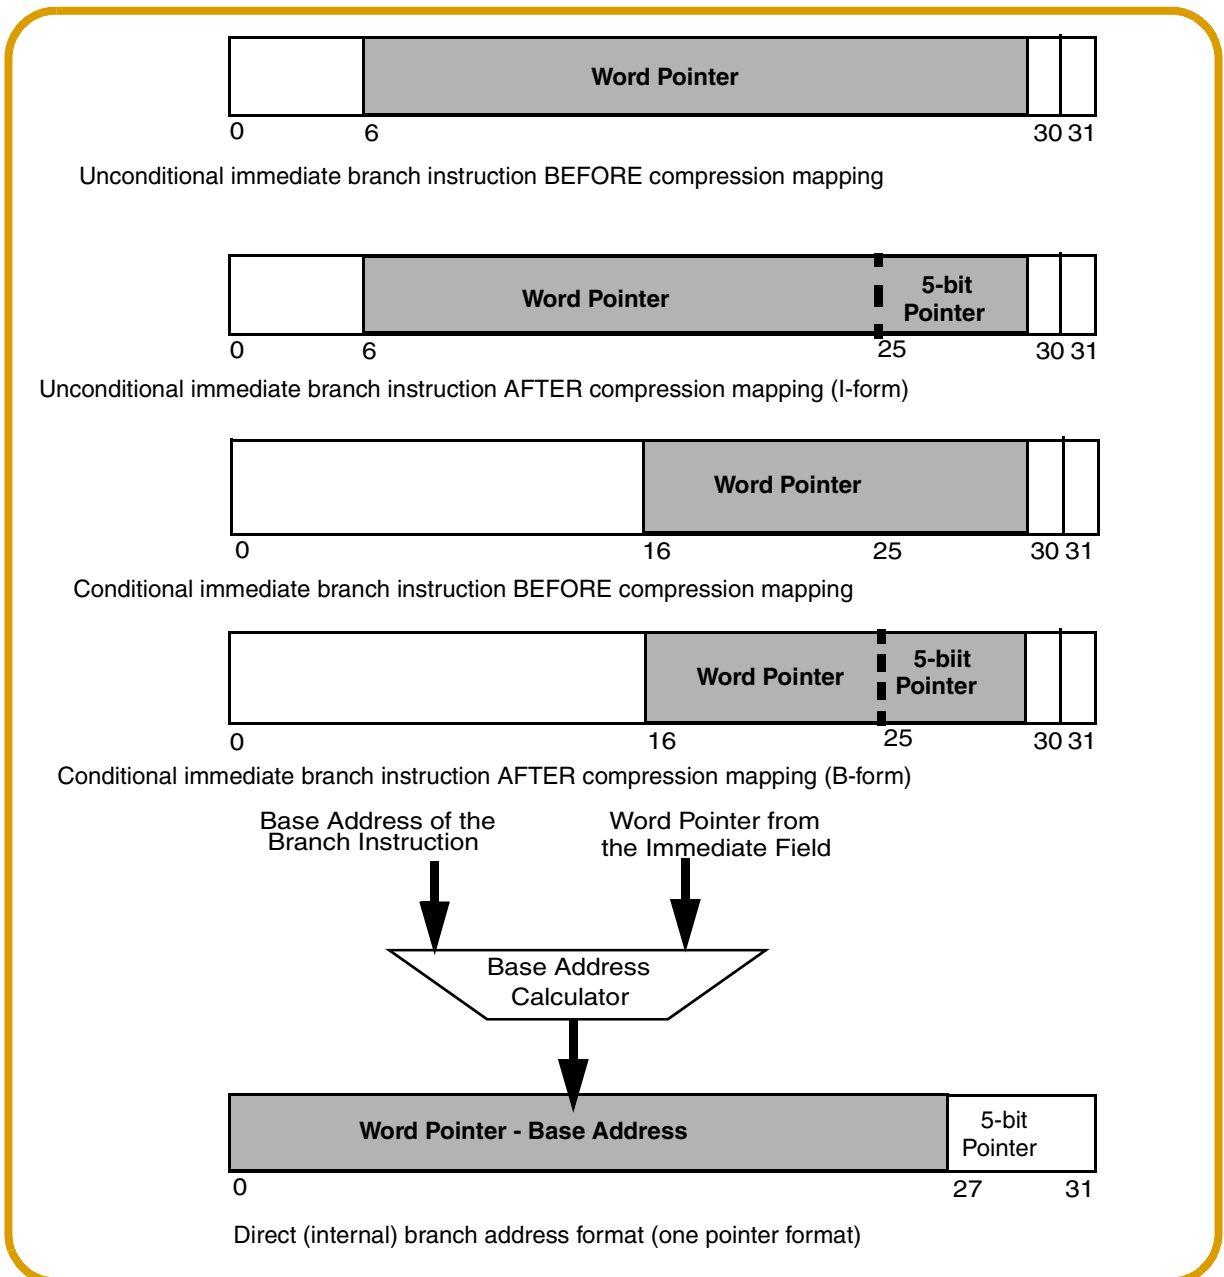 Word Pointer
0 6 30 31
Unconditional immediate branch instruction BEFORE compression mapping
Word Pointer
5-bit
Pointer
0 6 25 30 31
Unconditional immediate branch instruction AFTER compression mapping (I-form)
Word Pointer
0 16 25 30 31
Conditional immediate branch instruction BEFORE compression mapping
Word Pointer
5-biit
Pointer
0 16 25 30 31
Conditional immediate branch instruction AFTER compression mapping (B-form)
Base Address of the
Branch Instruction
Word Pointer from
the Immediate Field
Base Address
Calculator
Word Pointer - Base Address
5-bit
Pointer
0 27 31
Direct (internal) branch address format (one pointer format)